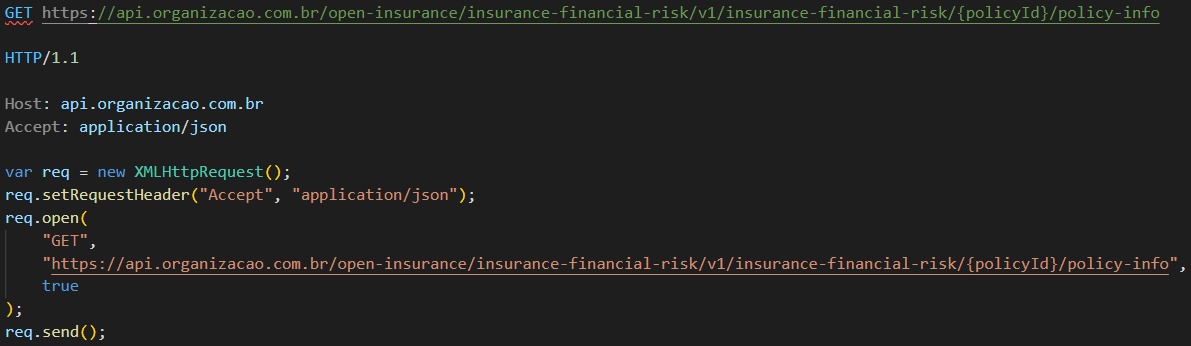 GET https://api.organizacao.com.br/open-insurance/insurance-financial-risk/v1/insurance-financial-risk/{policyId}/policy-info
HTTP/1.1
Host: api.organizacao.com.br
Accept: application/json
var req = new XMLHttpRequest();
req.setRequestHeader("Accept", "application/json");
req.open(
"GET",
"https://api.organizacao.com.br/open-insurance/insurance-financial-risk/v1/insurance-financial-risk/{policyId}/policy-info",
true
);
req.send();